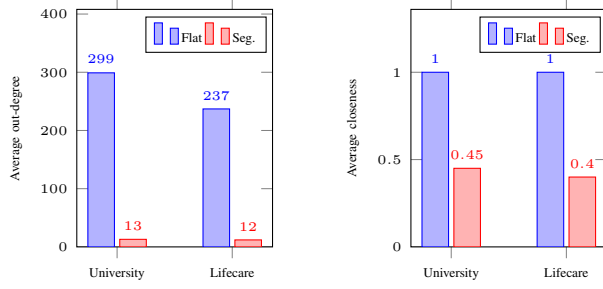 Average out-degree
400
300
200
100
0
Flat Seg.
299
13
237
12
University Lifecare
Average closeness
1
0.5
0
Flat Seg.
1
0.45
1
0.4
University Lifecare